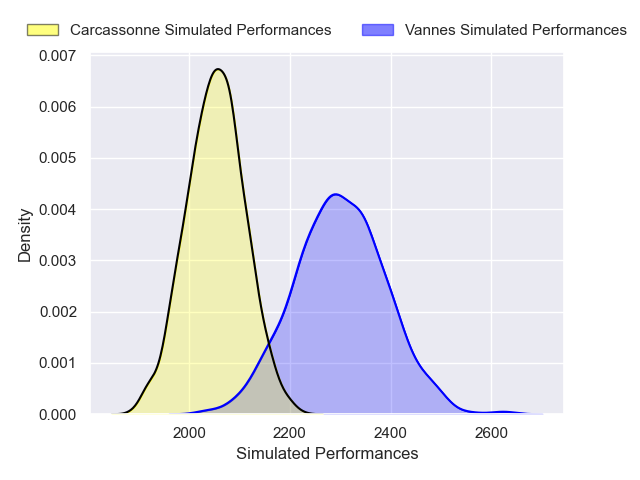 Carcassonne Simulated Performances Vannes Simulated Performances
0.007
0.006
0.005
0.004
0.003
0.002
0.001
0.000
Density
2000 2200 2400 2600
Simulated Performances